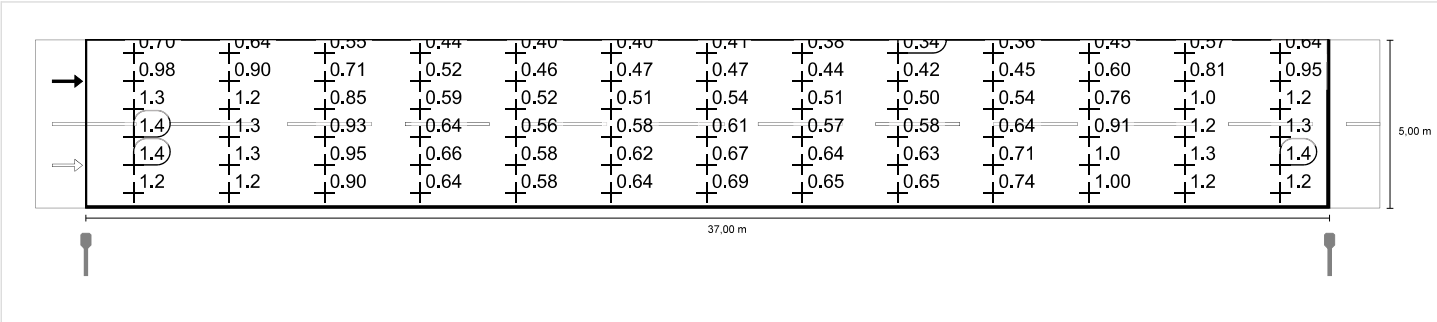 0.70 0.64 0.55 0.44 0.40 0.40 0.41 0.38 0.34 0.36 0.45 0.57 0.64
0.98 0.90 0.71 0.52 0.46 0.47 0.47 0.44 0.42 0.45 0.60 0.81 0.95
1.3 1.2 0.85 0.59 0.52 0.51 0.54 0.51 0.50 0.54 0.76 1.0 1.2
1.4 1.3 0.93 0.64 0.56 0.58 0.61 0.57 0.58 0.64 0.91 1.2 1.3
1.4 1.3 0.95 0.66 0.58 0.62 0.67 0.64 0.63 0.71 1.0 1.3 1.4
1.2 1.2 0.90 0.64 0.58 0.64 0.69 0.65 0.65 0.74 1.00 1.2 1.2
5,00 m
37,00 m